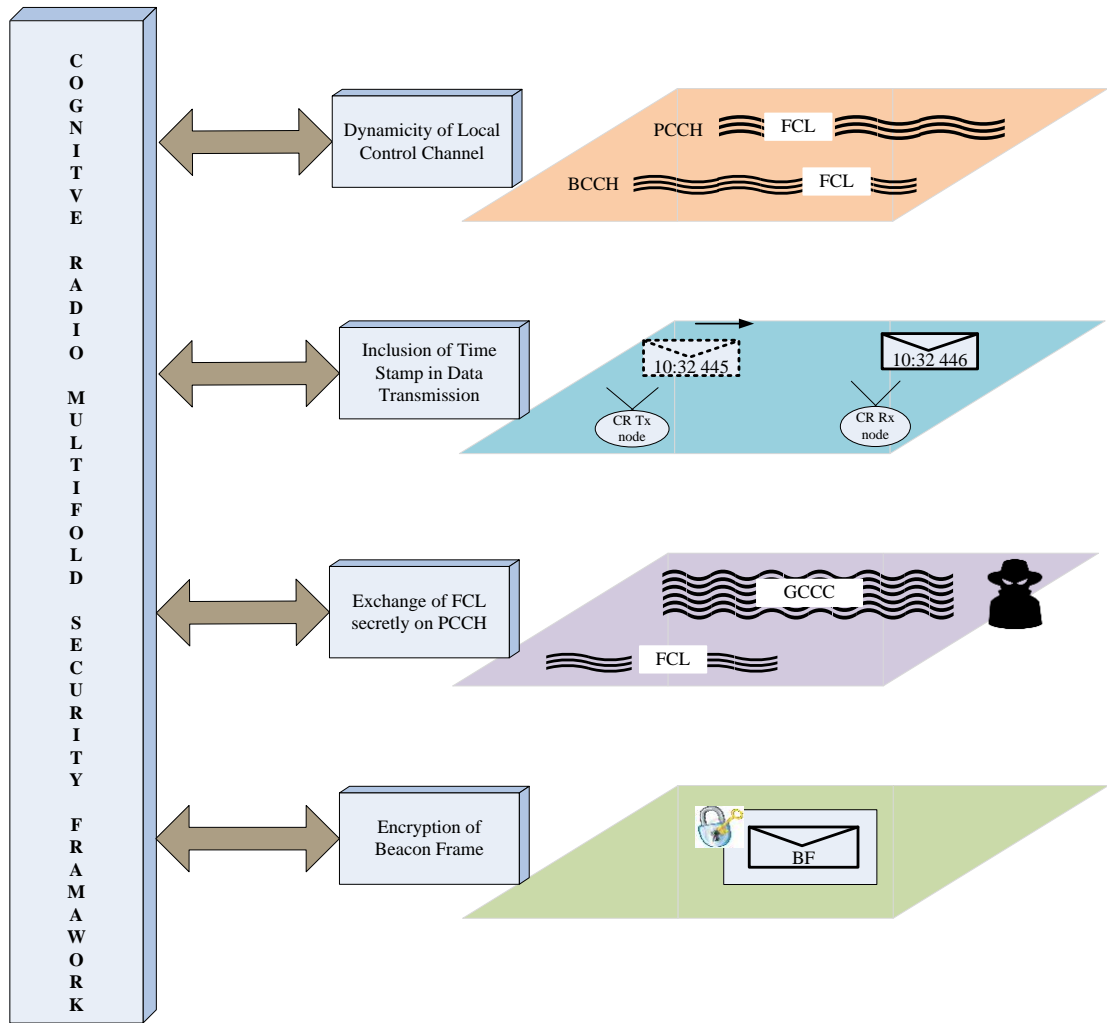 COGNITVE RADIO MULTIFOLD SECURITY FRAMAWORK
Dynamicity of Local
Control Channel
PCCH
FCL
BCCH
FCL
Inclusion of Time
Stamp in Data
Transmission
10:32 445
10:32 446
CR Tx
node
CR Rx
node
Exchange of FCL
secretly on PCCH
GCCC
FCL
Encryption of
Beacon Frame
BF